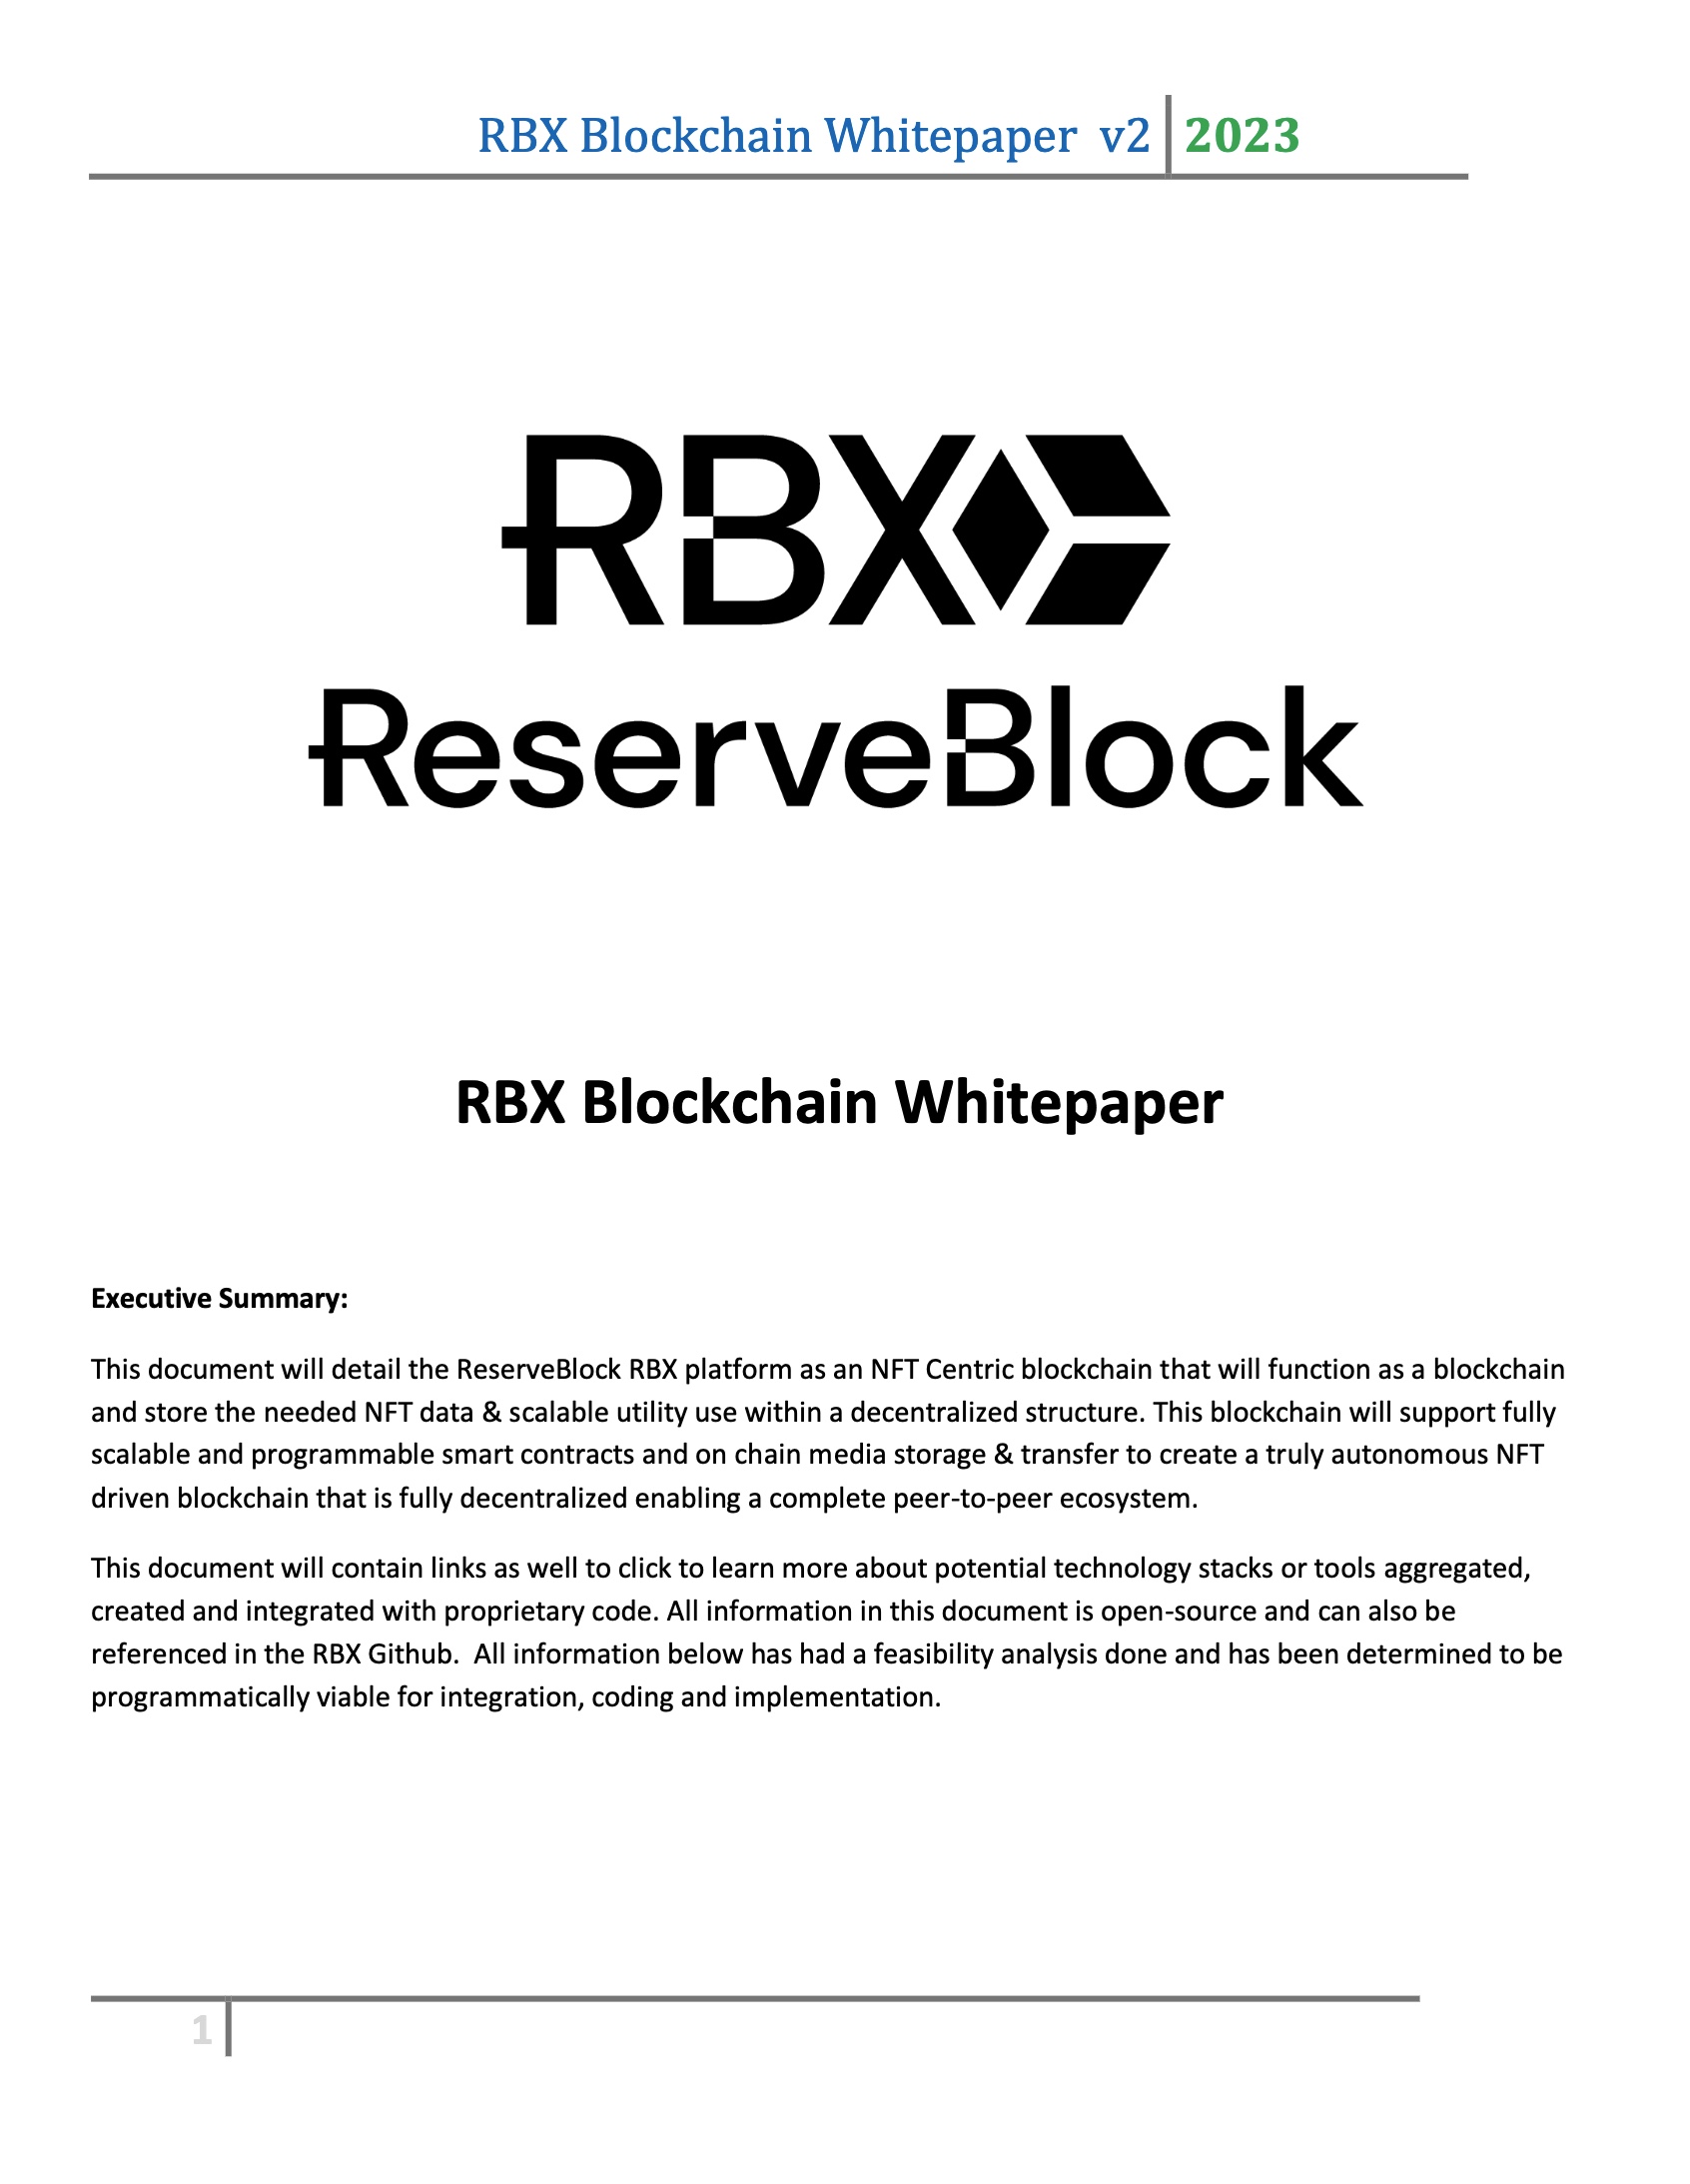 RBX Blockchain Whitepaper v2 2023
RBX
ReserveBlock
RBX Blockchain Whitepaper
Executive Summary:
This document will detail the ReserveBlock RBX platform as an NFT Centric blockchain that will function as a blockchain
and store the needed NFT data & scalable utility use within a decentralized structure. This blockchain will support fully
scalable and programmable smart contracts and on chain media storage & transfer to create a truly autonomous NFT
driven blockchain that is fully decentralized enabling a complete peer-to-peer ecosystem.
This document will contain links as well to click to learn more about potential technology stacks or tools aggregated,
created and integrated with proprietary code. All information in this document is open-source and can also be
referenced in the RBX Github.  All information below has had a feasibility analysis done and has been determined to be
programmatically viable for integration, coding and implementation.
1